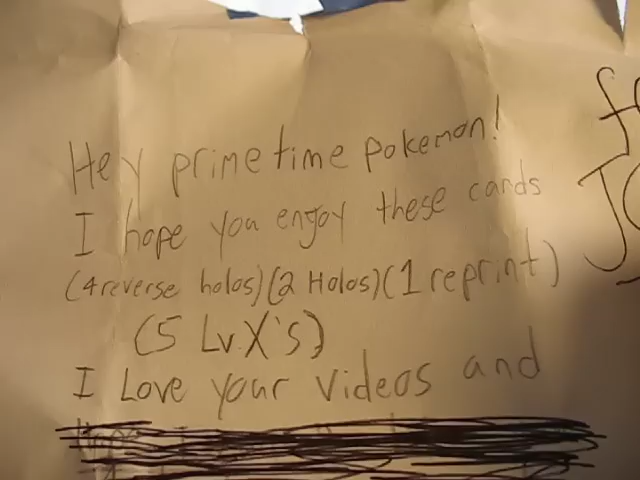 Hey primetime pokemon!
I hope you enjoy these cards
(4 reverse holos)(2 Holos)(1 reprint)
(5 Lv.X's)
I Love your videos and